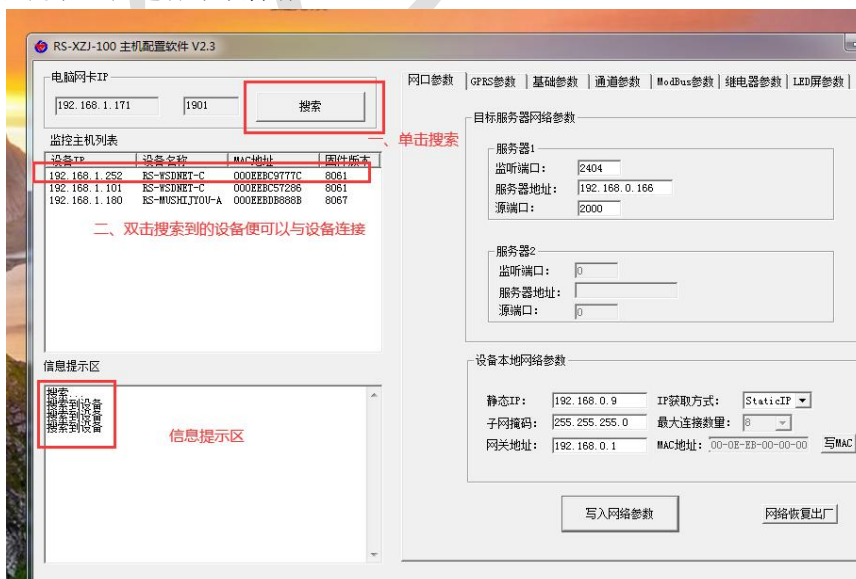 RS-XZJ-100 主机配置软件 V2.3
电脑网卡IP
192.168.1.171 1901 搜索
一、单击搜索
监控主机列表
设备IP 设备名称 MAC地址 固件版本
192.168.1.252 RS-WSDNET-C 000EEBC9777C 8061
192.168.1.101 RS-WSDNET-C 000EEBC57286 8061
192.168.1.180 RS-MUSHIJYOU-A 000EEBDB888B 8067
二、双击搜索到的设备便可以与设备连接
信息提示区
搜索...
搜索到设备
搜索到设备
搜索到设备
信息提示区
网口参数 GPRS参数 基础参数 通道参数 ModBus参数 继电器参数 LED屏参数
目标服务器网络参数
服务器1
监听端口: 2404
服务器地址: 192.168.0.166
源端口: 2000
服务器2
监听端口: 0
服务器地址:
源端口: 0
设备本地网络参数
静态IP: 192.168.0.9 IP获取方式: StaticIP
子网掩码: 255.255.255.0 最大连接数量: 8
网关地址: 192.168.0.1 MAC地址: 00-0E-EB-00-00-00 写MAC
写入网络参数 网络恢复出厂